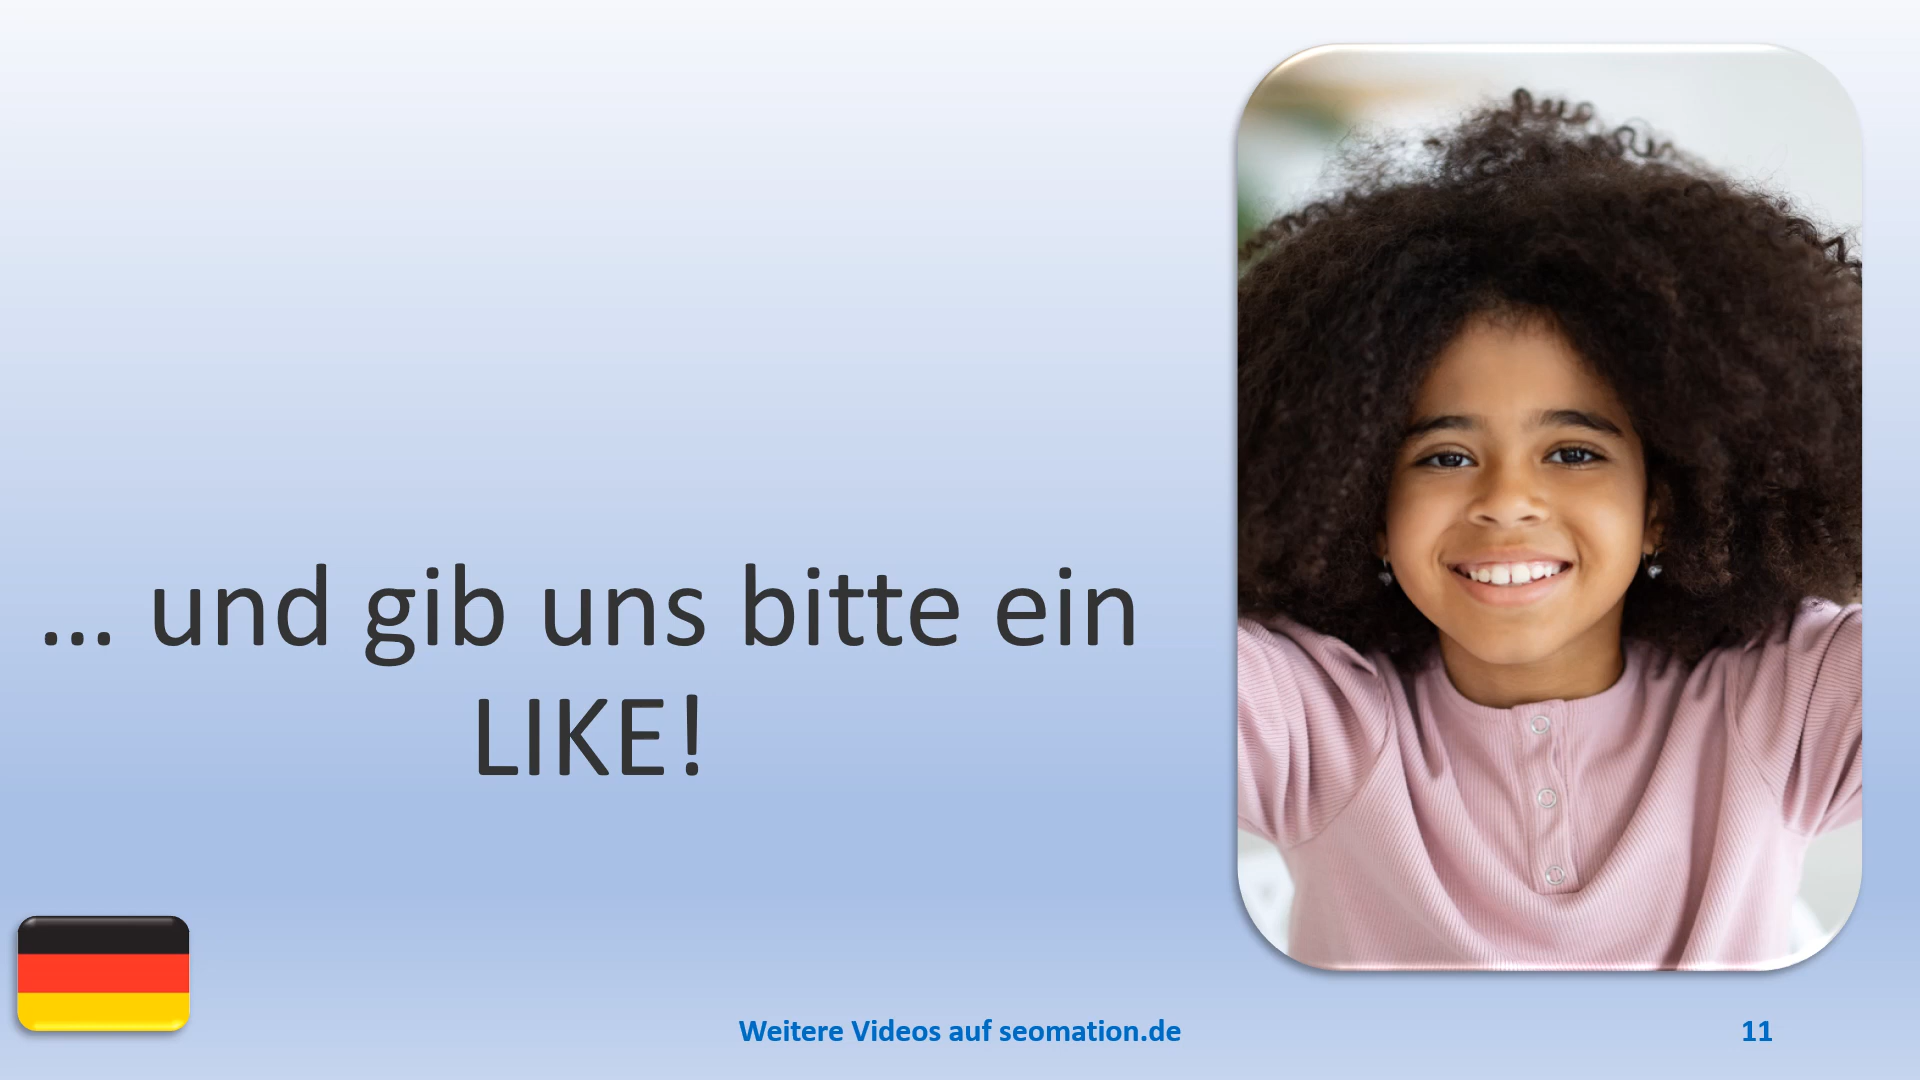 … und gib uns bitte ein
LIKE!
Weitere Videos auf seomation.de
11